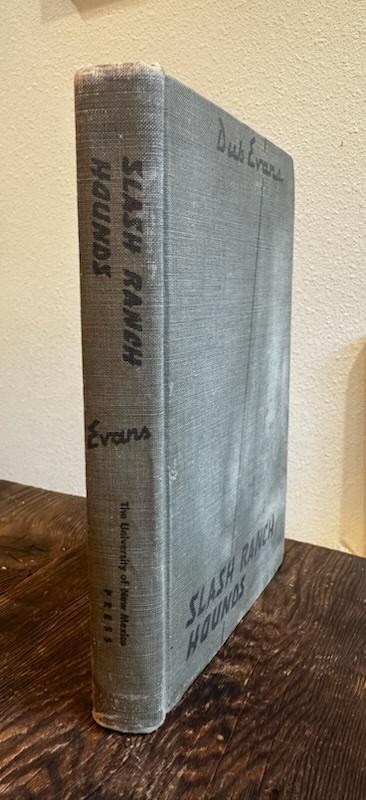 SLASH RANCH
HOUNDS
Evans
The University of New Mexico
PRESS
Dub Evans
SLASH RANCH
HOUNDS